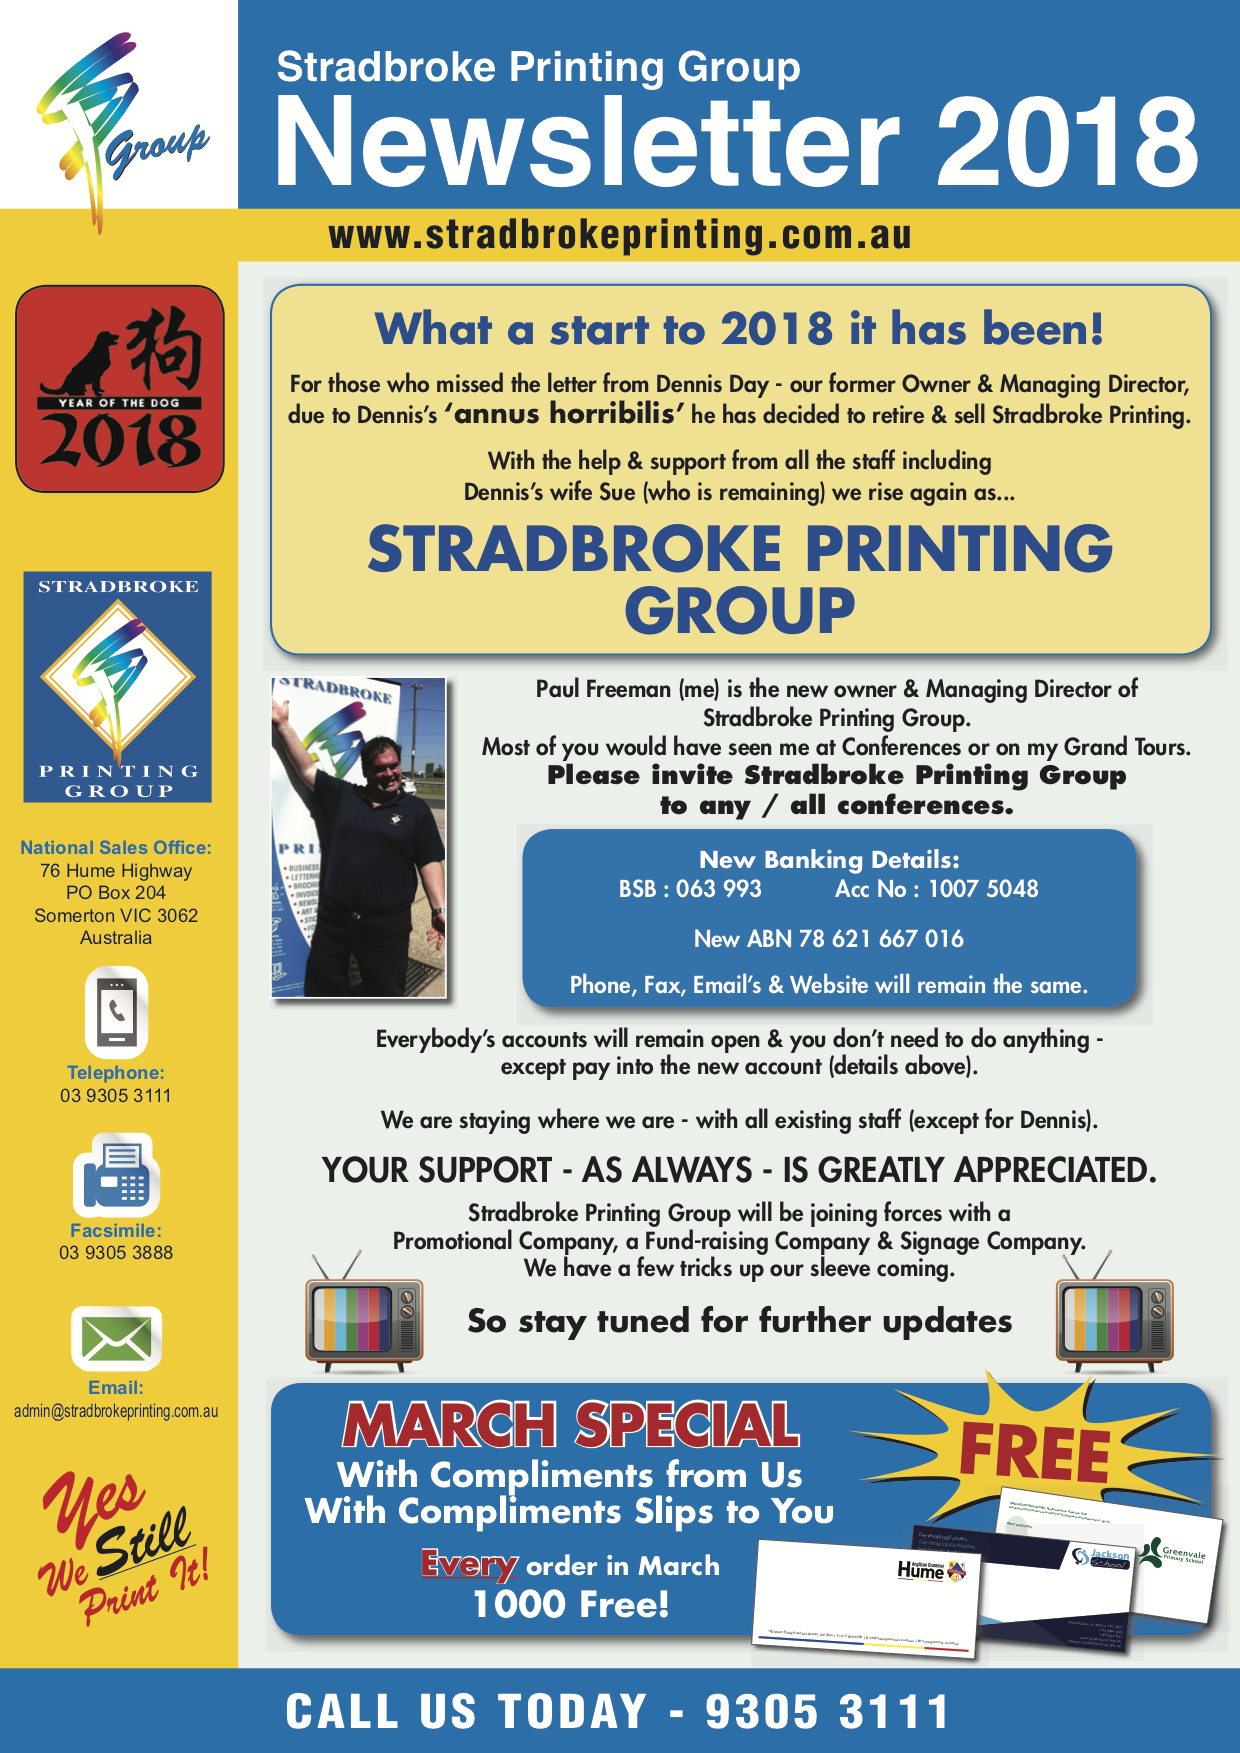 Group
Stradbroke Printing Group
Newsletter 2018
www.stradbrokeprinting.com.au
狗
YEAR OF THE DOG
2018
STRADBROKE
PRINTING
GROUP
National Sales Office:
76 Hume Highway
PO Box 204
Somerton VIC 3062
Australia
Telephone:
03 9305 3111
Facsimile:
03 9305 3888
Email:
admin@stradbrokeprinting.com.au
Yes
We Still
Print It!
What a start to 2018 it has been!
For those who missed the letter from Dennis Day - our former Owner & Managing Director,
due to Dennis's ‘annus horribilis’ he has decided to retire & sell Stradbroke Printing.
With the help & support from all the staff including
Dennis's wife Sue (who is remaining) we rise again as...
STRADBROKE PRINTING
GROUP
STRADBROKE
PRI
• BUSINESS
• LETTERH
• BROCHU
• INVOIC
• NEWSL
• ART &
Paul Freeman (me) is the new owner & Managing Director of
Stradbroke Printing Group.
Most of you would have seen me at Conferences or on my Grand Tours.
Please invite Stradbroke Printing Group
to any / all conferences.
New Banking Details:
BSB : 063 993 Acc No : 1007 5048
New ABN 78 621 667 016
Phone, Fax, Email's & Website will remain the same.
Everybody's accounts will remain open & you don't need to do anything -
except pay into the new account (details above).
We are staying where we are - with all existing staff (except for Dennis).
YOUR SUPPORT - AS ALWAYS - IS GREATLY APPRECIATED.
Stradbroke Printing Group will be joining forces with a
Promotional Company, a Fund-raising Company & Signage Company.
We have a few tricks up our sleeve coming.
So stay tuned for further updates
MARCH SPECIAL
With Compliments from Us
With Compliments Slips to You
Every order in March
1000 Free!
FREE
Greenvale
Primary School
Jackson
School
Hume
Anglican Grammar
CALL US TODAY - 9305 3111